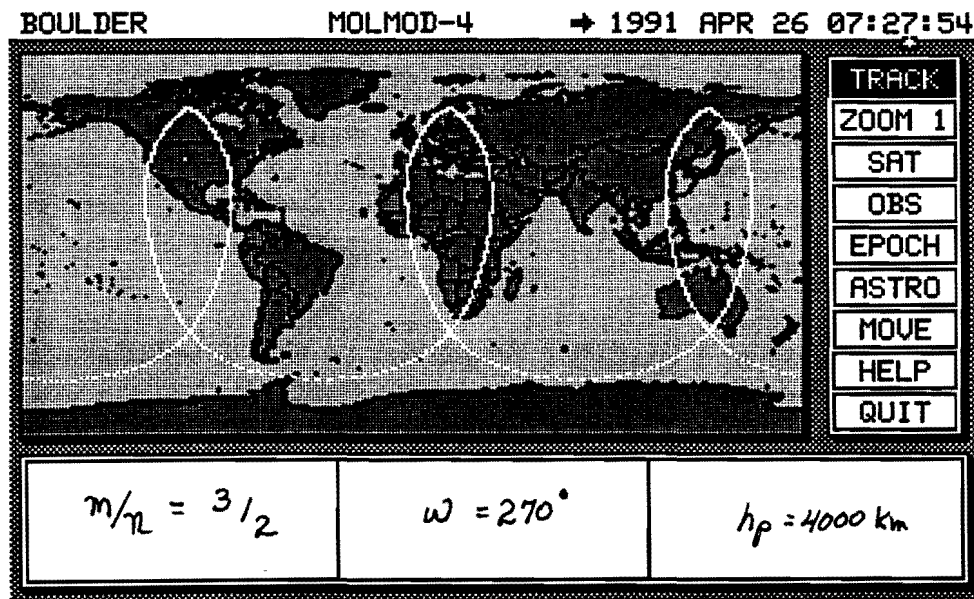 BOULDER MOLMOD-4 → 1991 APR 26 07:27:54
TRACK
ZOOM 1
SAT
OBS
EPOCH
ASTRO
MOVE
HELP
QUIT
m/n = 3/2
ω = 270°
hp = 4000 km